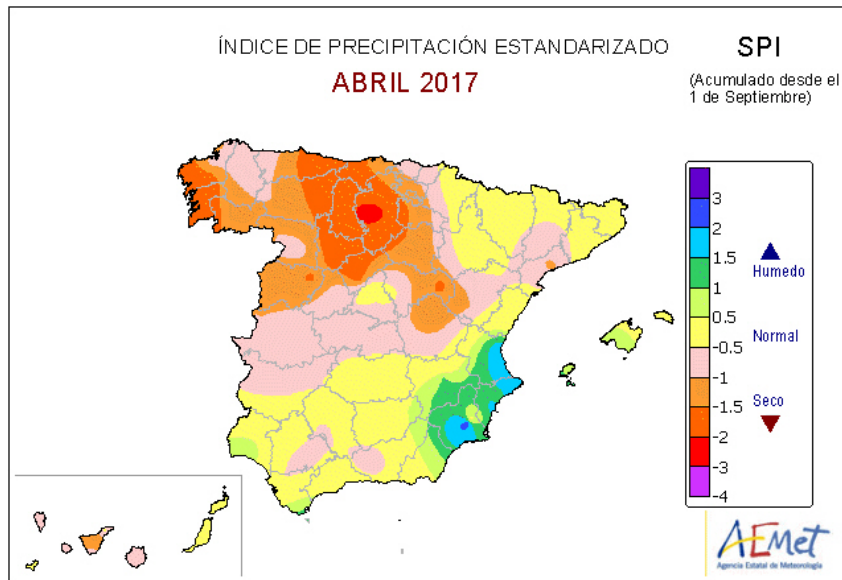 ÍNDICE DE PRECIPITACIÓN ESTANDARIZADO
ABRIL 2017
SPI
(Acumulado desde el
1 de Septiembre)
3
2
1.5
1
0.5
-0.5
-1
-1.5
-2
-3
-4
Humedo
Normal
Seco
AEMet
Agencia Estatal de Meteorología